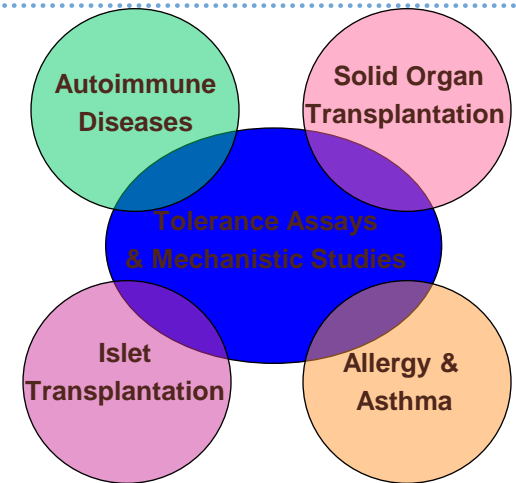 Autoimmune
Diseases
Solid Organ
Transplantation
Tolerance Assays
& Mechanistic Studies
Islet
Transplantation
Allergy &
Asthma